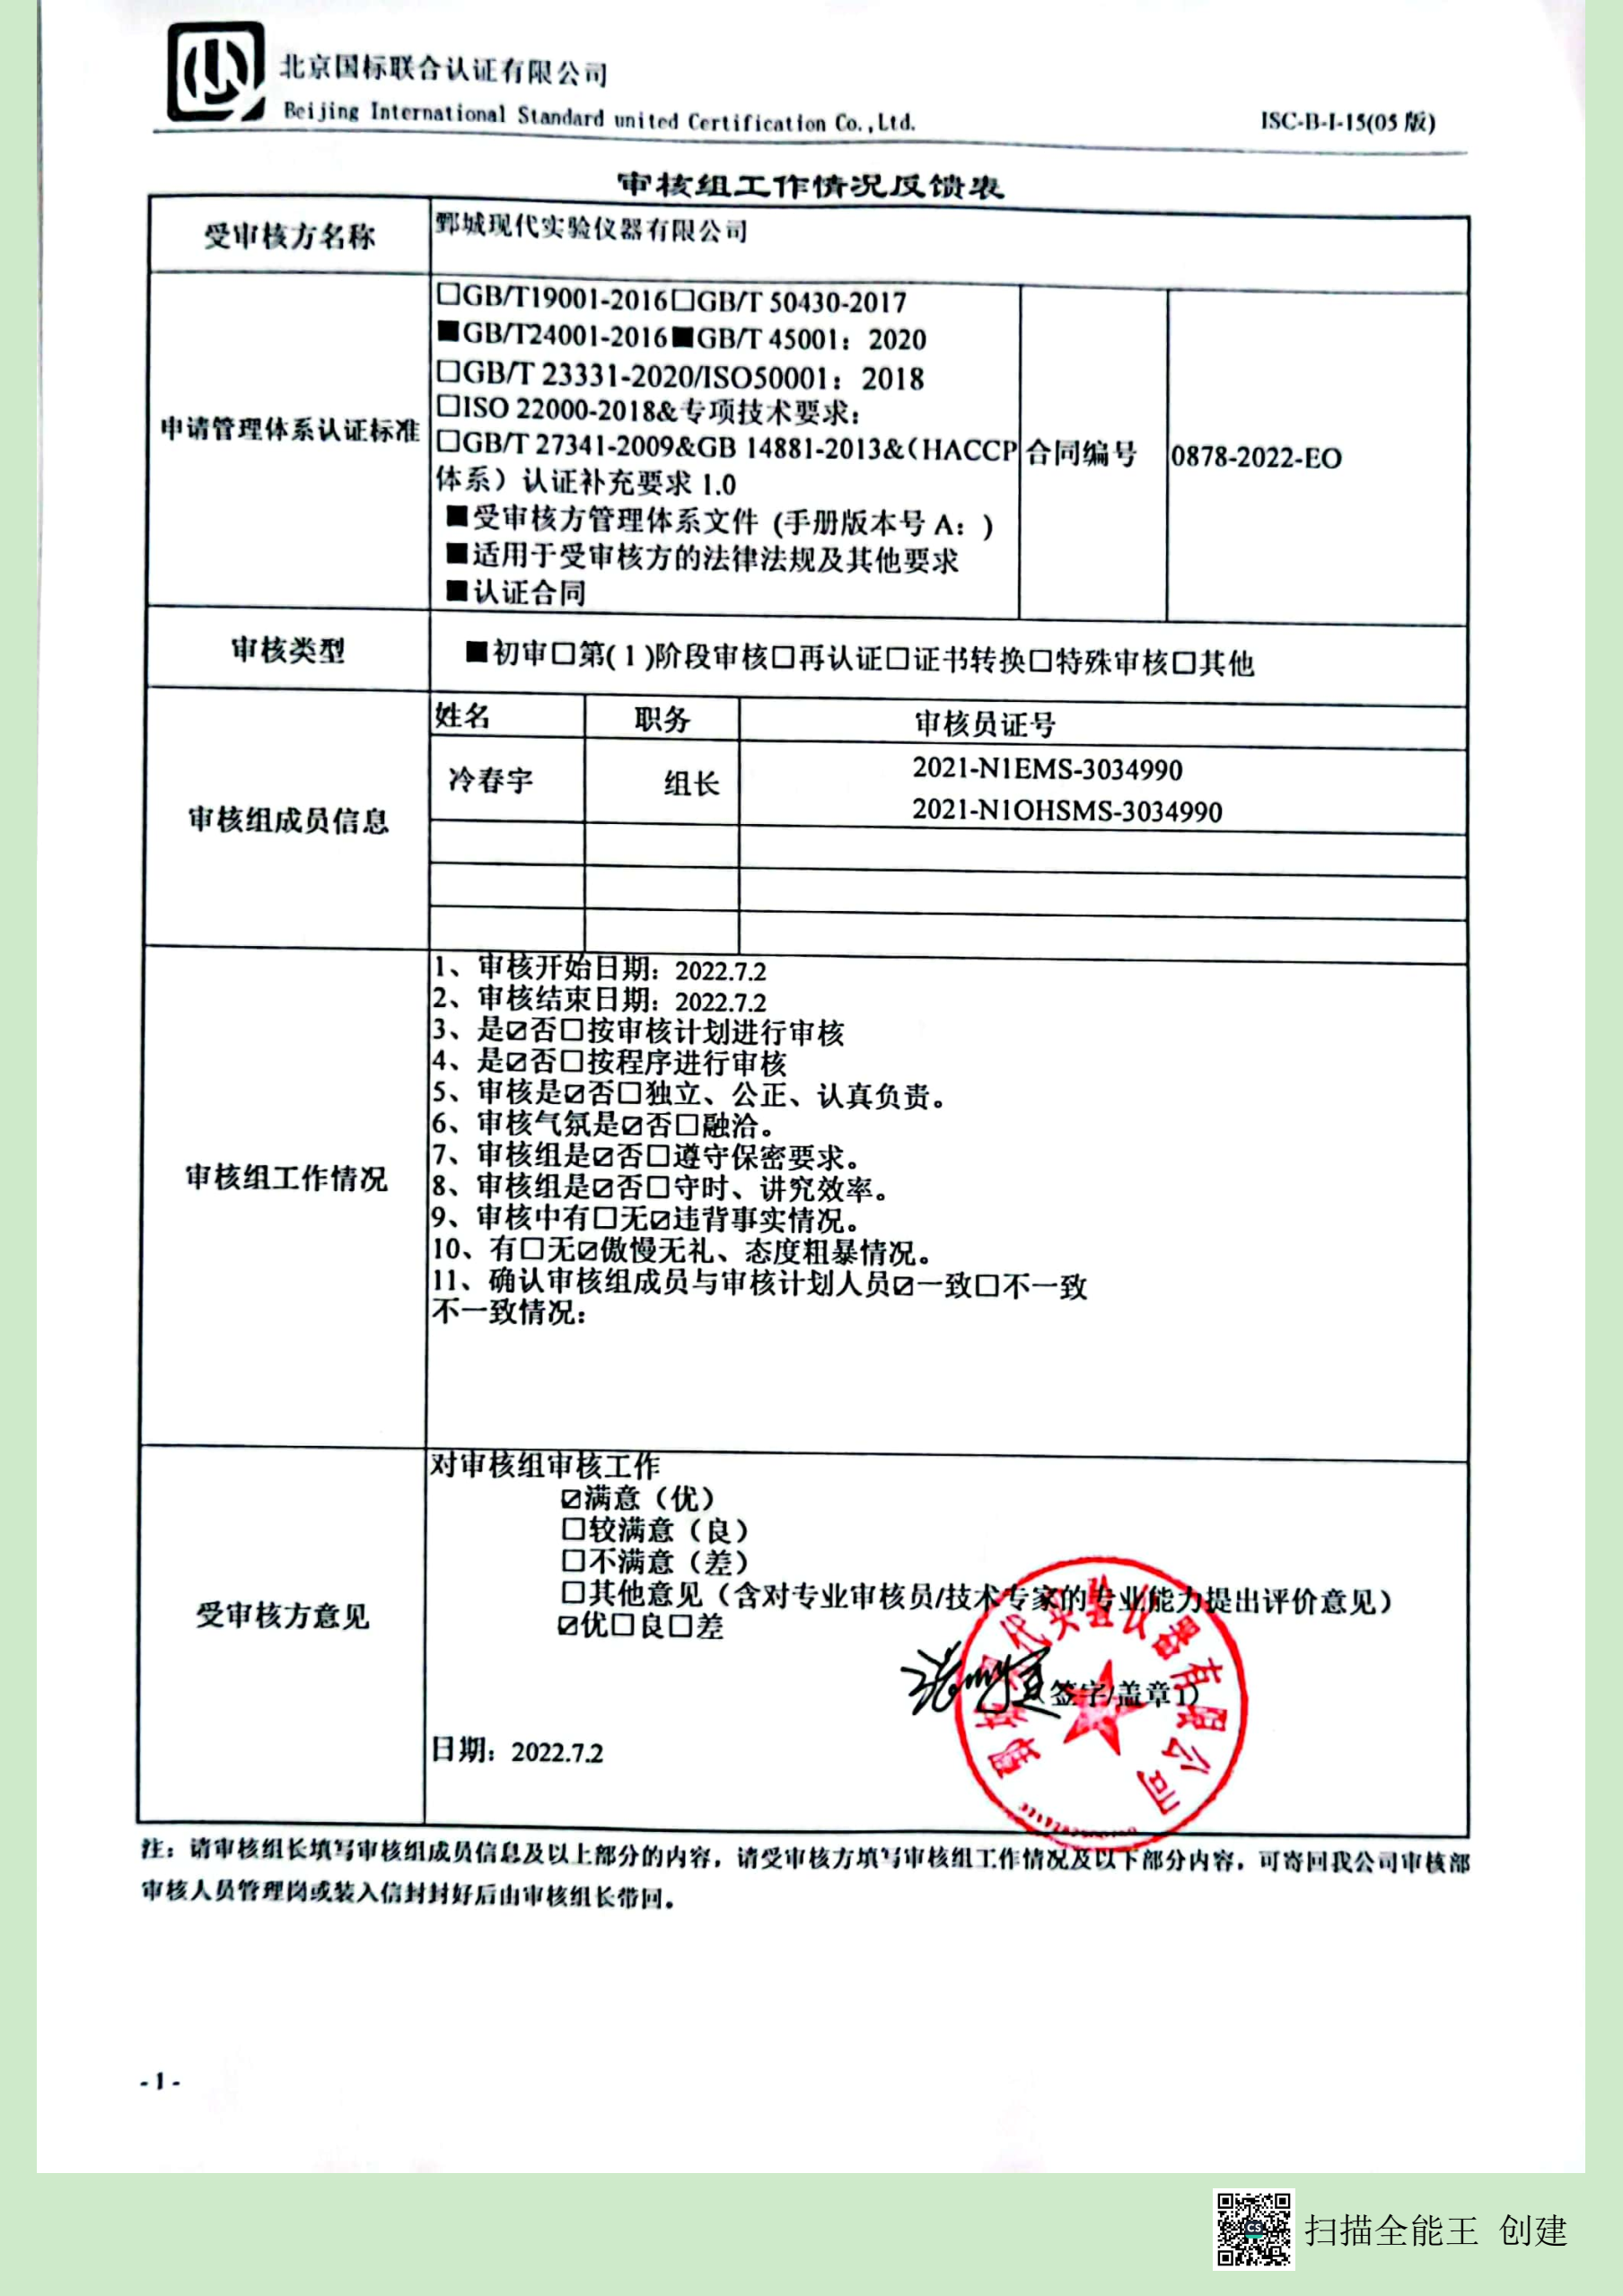 北京国标联合认证有限公司
Beijing International Standard united Certification Co.,Ltd.
ISC-B-I-15(05 版)
审核组工作情况反馈表
受审核方名称
鄄城现代实验仪器有限公司
申请管理体系认证标准
□GB/T19001-2016□GB/T 50430-2017
■GB/T24001-2016■GB/T 45001：2020
□GB/T 23331-2020/ISO50001：2018
□ISO 22000-2018&专项技术要求：
□GB/T 27341-2009&GB 14881-2013&（HACCP
体系）认证补充要求 1.0
■受审核方管理体系文件 (手册版本号 A：)
■适用于受审核方的法律法规及其他要求
■认证合同
合同编号
0878-2022-EO
审核类型
■初审□第( 1 )阶段审核□再认证□证书转换□特殊审核□其他
审核组成员信息
姓名 职务 审核员证号
冷春宇 组长 2021-N1EMS-3034990
2021-N1OHSMS-3034990
审核组工作情况
1、审核开始日期：2022.7.2
2、审核结束日期：2022.7.2
3、是☑否□按审核计划进行审核
4、是☑否□按程序进行审核
5、审核是☑否□独立、公正、认真负责。
6、审核气氛是☑否□融洽。
7、审核组是☑否□遵守保密要求。
8、审核组是☑否□守时、讲究效率。
9、审核中有□无☑违背事实情况。
10、有□无☑傲慢无礼、态度粗暴情况。
11、确认审核组成员与审核计划人员☑一致□不一致
不一致情况：
受审核方意见
对审核组审核工作
☑满意（优）
□较满意（良）
□不满意（差）
□其他意见（含对专业审核员/技术专家的专业能力提出评价意见）
☑优□良□差
（签字/盖章1）
鄄城现代实验仪器有限公司
日期：2022.7.2
注：请审核组长填写审核组成员信息及以上部分的内容，请受审核方填写审核组工作情况及以下部分内容，可寄回我公司审核部
审核人员管理岗或装入信封封好后由审核组长带回。
- 1 -
CS
扫描全能王 创建